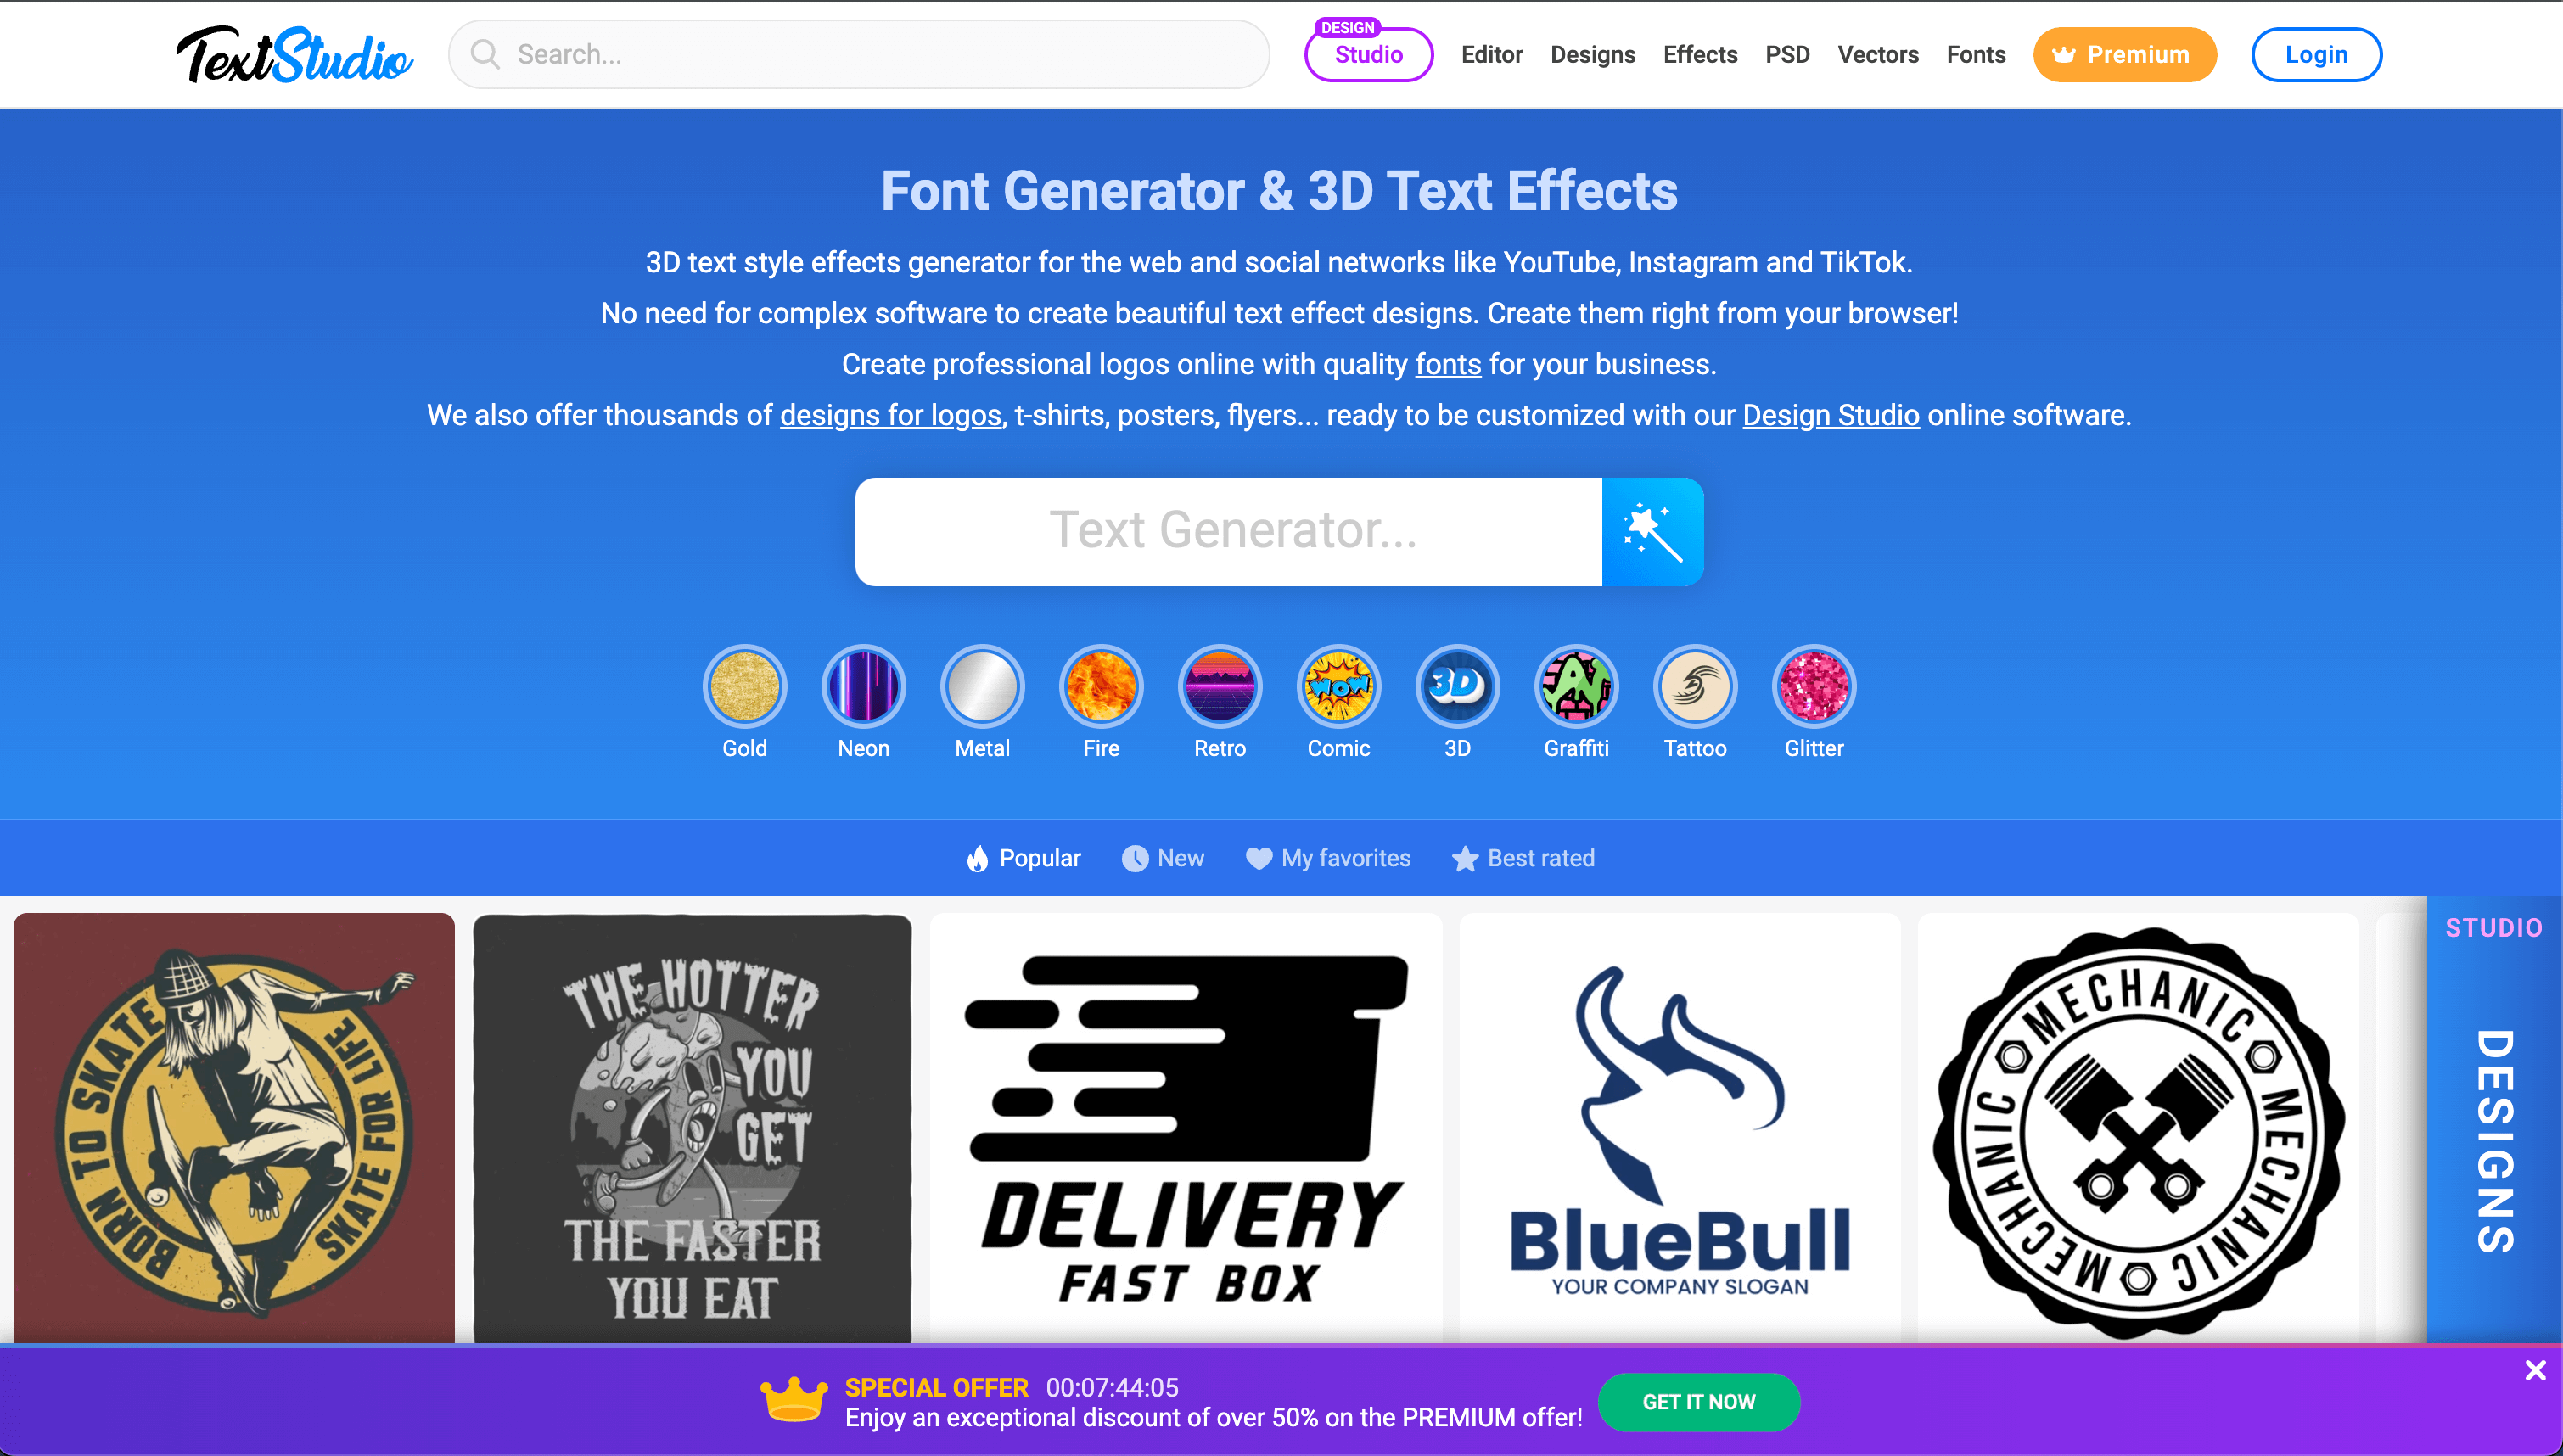 TextStudio
Search...
DESIGN
Studio
Editor
Designs
Effects
PSD
Vectors
Fonts
Premium
Login
Font Generator & 3D Text Effects
3D text style effects generator for the web and social networks like YouTube, Instagram and TikTok.
No need for complex software to create beautiful text effect designs. Create them right from your browser!
Create professional logos online with quality fonts for your business.
We also offer thousands of designs for logos, t-shirts, posters, flyers... ready to be customized with our Design Studio online software.
Text Generator...
WOW
3D
Gold
Neon
Metal
Fire
Retro
Comic
3D
Graffiti
Tattoo
Glitter
Popular
New
My favorites
Best rated
BORN TO SKATE
SKATE FOR LIFE
THE HOTTER
YOU
GET
THE FASTER
YOU EAT
DELIVERY
FAST BOX
BlueBull
YOUR COMPANY SLOGAN
MECHANIC
MECHANIC
MECHANIC
MECHANIC
STUDIO
DESIGNS
SPECIAL OFFER 00:07:44:05
Enjoy an exceptional discount of over 50% on the PREMIUM offer!
GET IT NOW